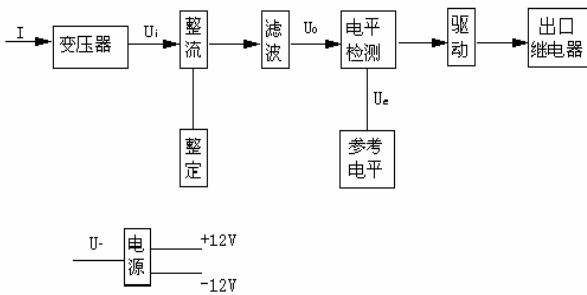 I
变压器
Ui
整流
滤波
Uo
电平
检测
驱动
出口
继电器
整定
Ue
参考
电平
U-
电源
+12V
-12V